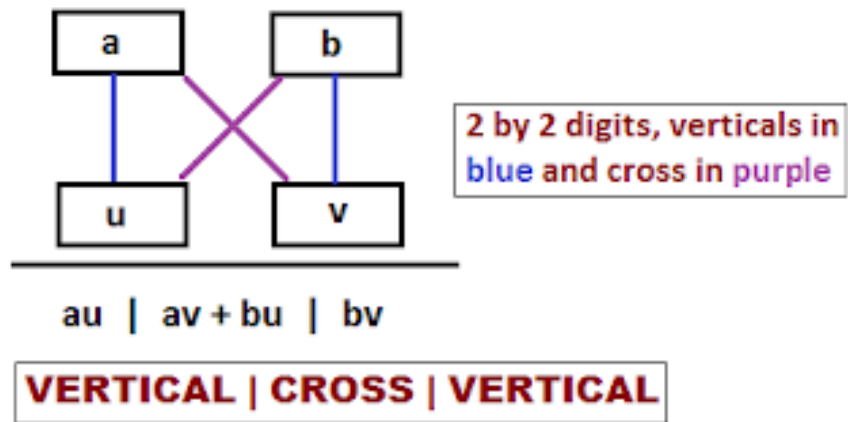 a b
2 by 2 digits, verticals in
blue and cross in purple
u v
au | av + bu | bv
VERTICAL | CROSS | VERTICAL